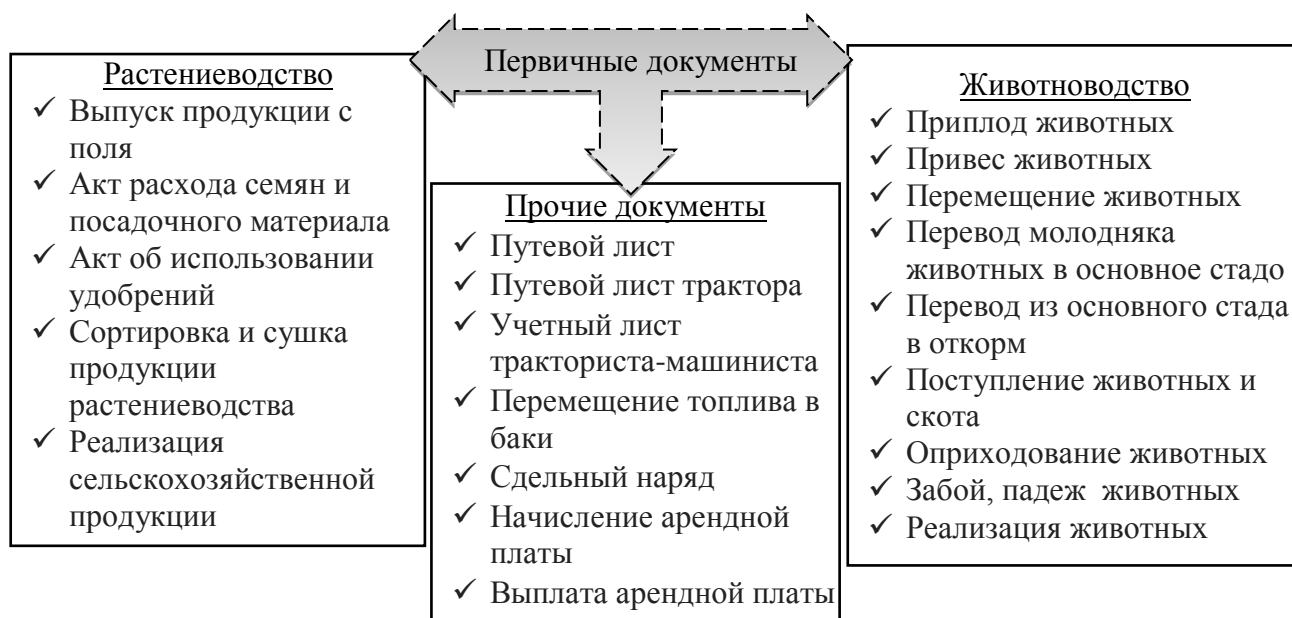 Первичные документы
Растениеводство
✓ Выпуск продукции с
поля
✓ Акт расхода семян и
посадочного материала
✓ Акт об использовании
удобрений
✓ Сортировка и сушка
продукции
растениеводства
✓ Реализация
сельскохозяйственной
продукции
Прочие документы
✓ Путевой лист
✓ Путевой лист трактора
✓ Учетный лист
тракториста-машиниста
✓ Перемещение топлива в
баки
✓ Сдельный наряд
✓ Начисление арендной
платы
✓ Выплата арендной платы
Животноводство
✓ Приплод животных
✓ Привес животных
✓ Перемещение животных
✓ Перевод молодняка
животных в основное стадо
✓ Перевод из основного стада
в откорм
✓ Поступление животных и
скота
✓ Оприходование животных
✓ Забой, падеж животных
✓ Реализация животных